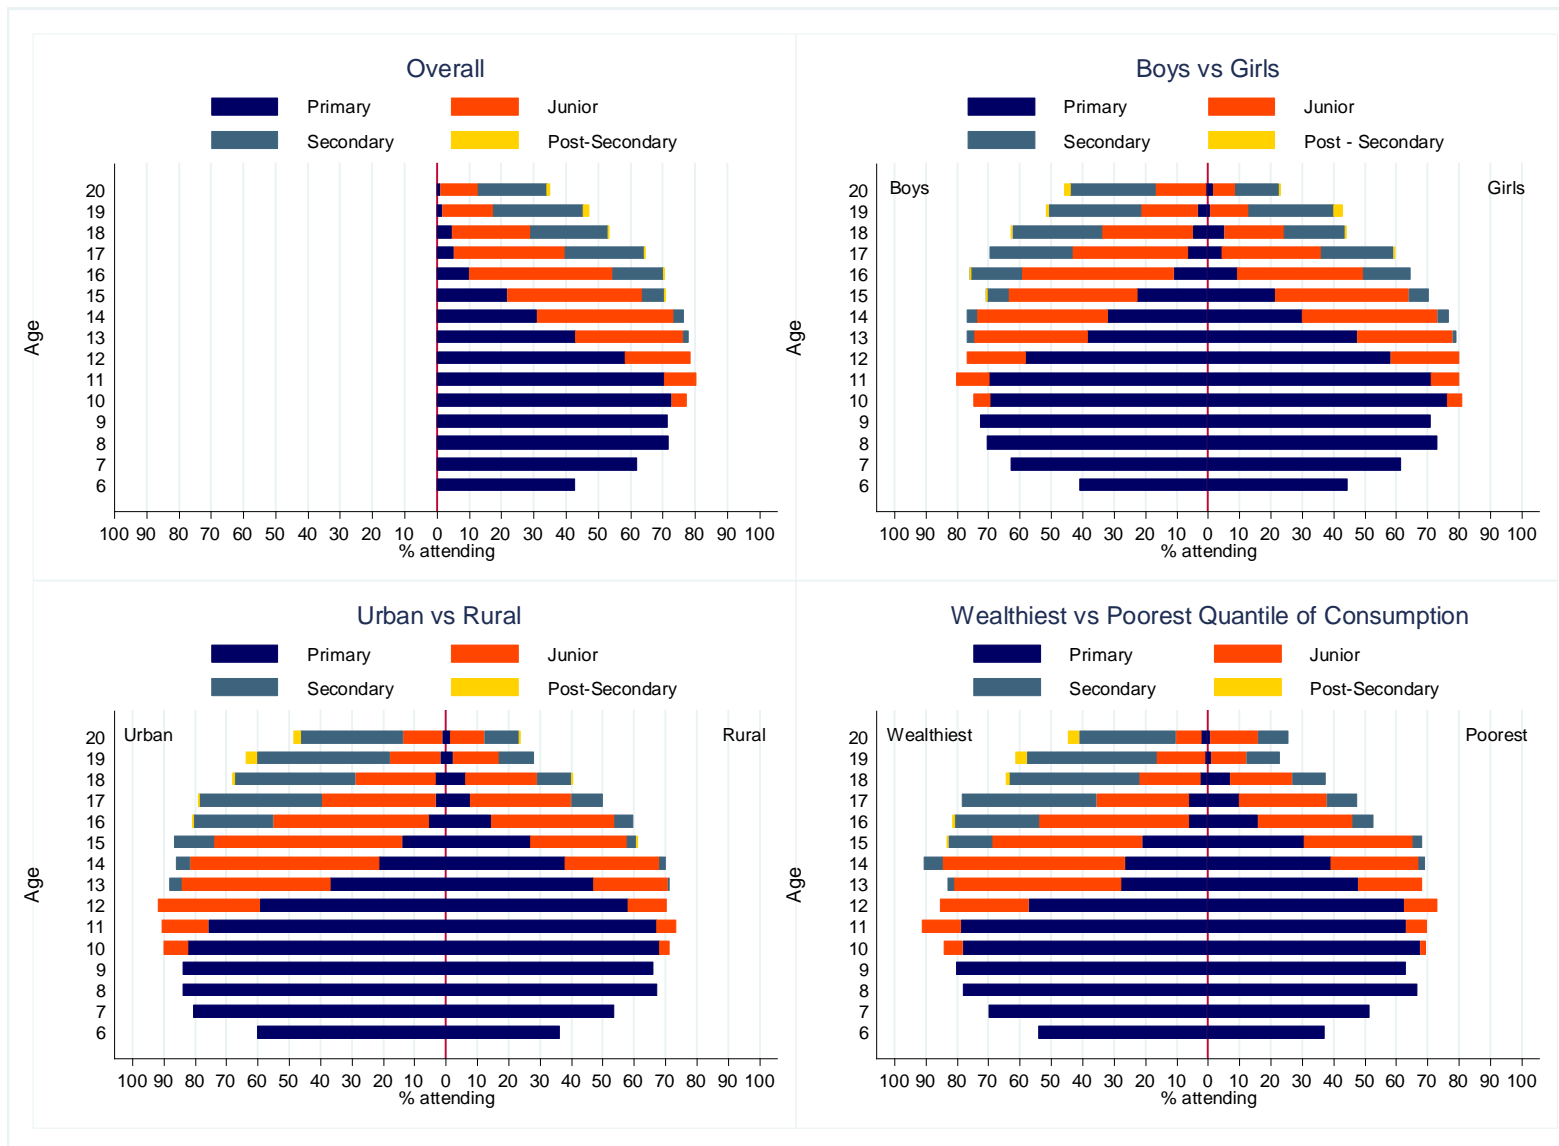 Overall
Primary
Junior
Secondary
Post-Secondary
20
19
18
17
16
15
14
13
12
11
10
9
8
7
6
Age
100 90 80 70 60 50 40 30 20 10 0 10 20 30 40 50 60 70 80 90 100
% attending
Boys vs Girls
Primary
Junior
Secondary
Post - Secondary
Boys
Girls
20
19
18
17
16
15
14
13
12
11
10
9
8
7
6
Age
100 90 80 70 60 50 40 30 20 10 0 10 20 30 40 50 60 70 80 90 100
% attending
Urban vs Rural
Primary
Junior
Secondary
Post-Secondary
Urban
Rural
20
19
18
17
16
15
14
13
12
11
10
9
8
7
6
Age
100 90 80 70 60 50 40 30 20 10 0 10 20 30 40 50 60 70 80 90 100
% attending
Wealthiest vs Poorest Quantile of Consumption
Primary
Junior
Secondary
Post-Secondary
Wealthiest
Poorest
20
19
18
17
16
15
14
13
12
11
10
9
8
7
6
Age
100 90 80 70 60 50 40 30 20 10 0 10 20 30 40 50 60 70 80 90 100
% attending